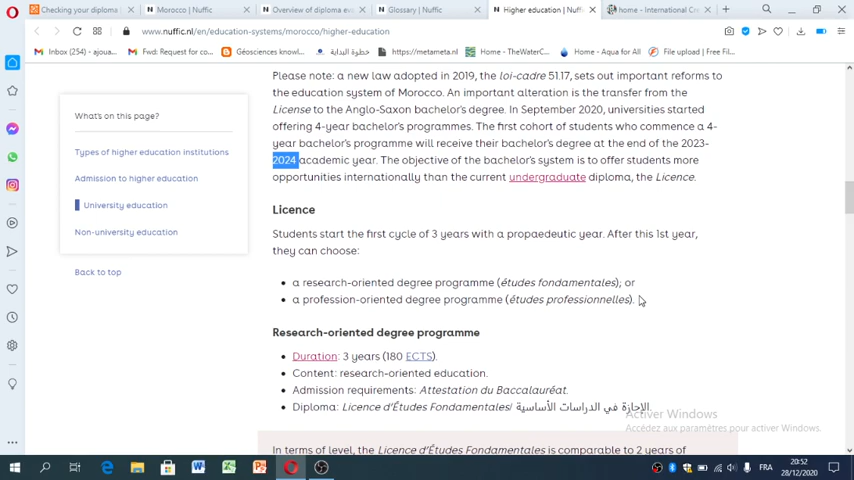 Checking your diploma
Morocco | Nuffic
Overview of diploma eva
Glossary | Nuffic
Higher education | Nuffic
home - International Cre
www.nuffic.nl/en/education-systems/morocco/higher-education
Inbox (254) - ajoua...
Fwd: Request for co...
Géosciences knowl...
خطوة البداية
https://metameta.nl
Home - TheWaterC...
Home - Aqua for All
File upload | Free Fil...
Please note: a new law adopted in 2019, the loi-cadre 51.17, sets out important reforms to
the education system of Morocco. An important alteration is the transfer from the
License to the Anglo-Saxon bachelor's degree. In September 2020, universities started
offering 4-year bachelor's programmes. The first cohort of students who commence a 4-
year bachelor's programme will receive their bachelor's degree at the end of the 2023-
2024 academic year. The objective of the bachelor's system is to offer students more
opportunities internationally than the current undergraduate diploma, the Licence.
What's on this page?
Types of higher education institutions
Admission to higher education
University education
Non-university education
Back to top
Licence
Students start the first cycle of 3 years with a propaedeutic year. After this 1st year,
they can choose:
• a research-oriented degree programme (études fondamentales); or
• a profession-oriented degree programme (études professionnelles).
Research-oriented degree programme
• Duration: 3 years (180 ECTS).
• Content: research-oriented education.
• Admission requirements: Attestation du Baccalauréat.
• Diploma: Licence d'Études Fondamentales/ الإجازة في الدراسات الأساسية.
In terms of level, the Licence d'Études Fondamentales is comparable to 2 years of
Activer Windows
Accédez aux paramètres pour activer Windows.
FRA
20:52
28/12/2020